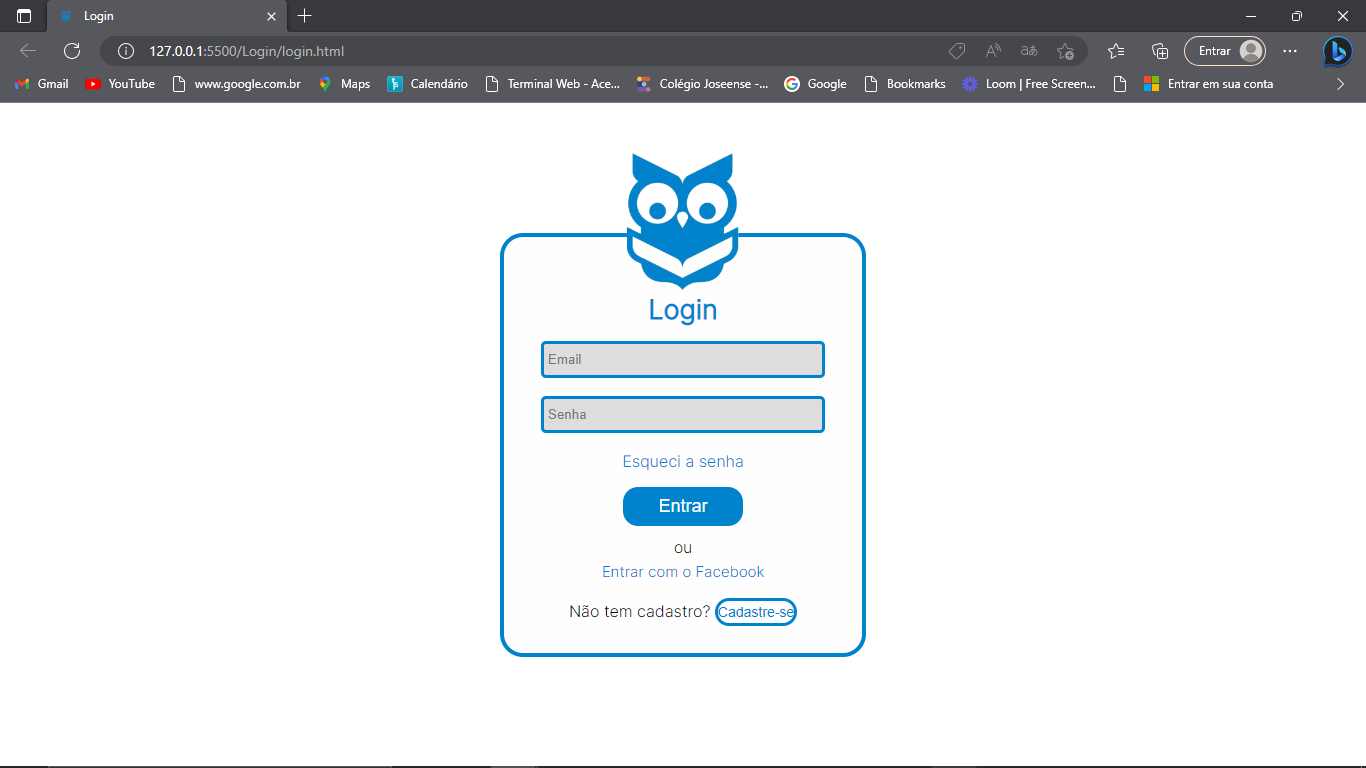 Login
127.0.0.1:5500/Login/login.html
Entrar
Gmail YouTube www.google.com.br Maps Calendário Terminal Web - Ace... Colégio Joseense -... Google Bookmarks Loom | Free Screen... Entrar em sua conta
Login
Email
Senha
Esqueci a senha
Entrar
ou
Entrar com o Facebook
Não tem cadastro? Cadastre-se